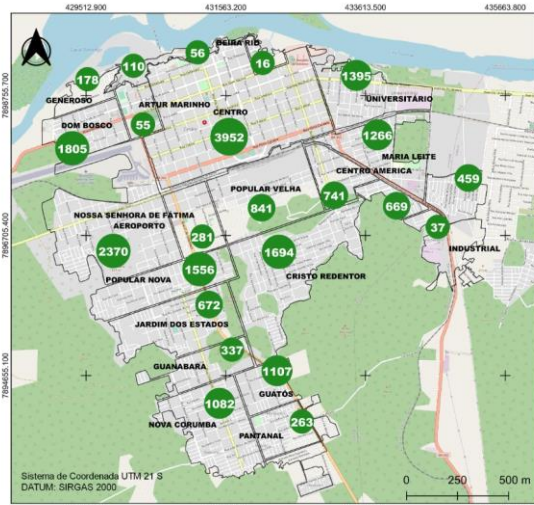 429512.900 431563.200 433613.500 435663.800
7898755.700
7896705.400
7894655.100
BEIRA RIO
56
110
16
178
1395
GENEROSO
ARTUR MARINHO
UNIVERSITÁRIO
CENTRO
DOM BOSCO
55
3952
1266
1805
MARIA LEITE
CENTRO AMERICA
POPULAR VELHA
741
459
841
669
NOSSA SENHORA DE FÁTIMA
AEROPORTO
281
37
2370
1694
INDUSTRIAL
1556
POPULAR NOVA
CRISTO REDENTOR
672
JARDIM DOS ESTADOS
337
GUANABARA
1107
GUATÓS
1082
NOVA CORUMBA
263
PANTANAL
Sistema de Coordenada UTM 21 S
DATUM: SIRGAS 2000
0 250 500 m